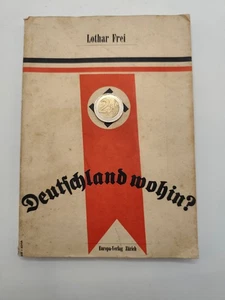 Lothar Frei
Deutschland wohin?
Europa-Verlag Zürich